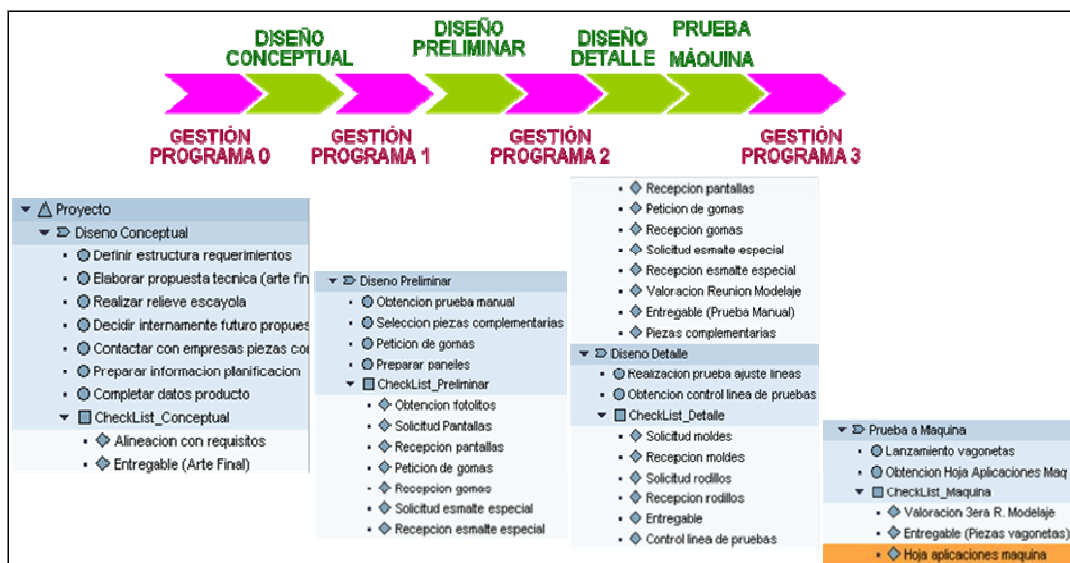 DISEÑO
CONCEPTUAL
DISEÑO
PRELIMINAR
DISEÑO
DETALLE
PRUEBA
MÁQUINA
GESTIÓN
PROGRAMA 0
GESTIÓN
PROGRAMA 1
GESTIÓN
PROGRAMA 2
GESTIÓN
PROGRAMA 3
Proyecto
Diseno Conceptual
Definir estructura requerimientos
Elaborar propuesta tecnica (arte fin
Realizar relieve escayola
Decidir internamente futuro propues
Contactar con empresas piezas co
Preparar informacion planificacion
Completar datos producto
CheckList_Conceptual
Alineacion con requisitos
Entregable (Arte Final)
Diseno Preliminar
Obtencion prueba manual
Seleccion piezas complementarias
Peticion de gomas
Preparar paneles
CheckList_Preliminar
Obtencion fotolitos
Solicitud Pantallas
Recepcion pantallas
Peticion de gomas
Recepcion gomas
Solicitud esmalte especial
Recepcion esmalte especial
Recepcion pantallas
Peticion de gomas
Recepcion gomas
Solicitud esmalte especial
Recepcion esmalte especial
Valoracion Reunion Modelaje
Entregable (Prueba Manual)
Piezas complementarias
Diseno Detalle
Realizacion prueba ajuste lineas
Obtencion control linea de pruebas
CheckList_Detalle
Solicitud moldes
Recepcion moldes
Solicitud rodillos
Recepcion rodillos
Entregable
Control linea de pruebas
Prueba a Maquina
Lanzamiento vagonetas
Obtencion Hoja Aplicaciones Maq
CheckList_Maquina
Valoracion 3era R. Modelaje
Entregable (Piezas vagonetas)
Hoja aplicaciones maquina